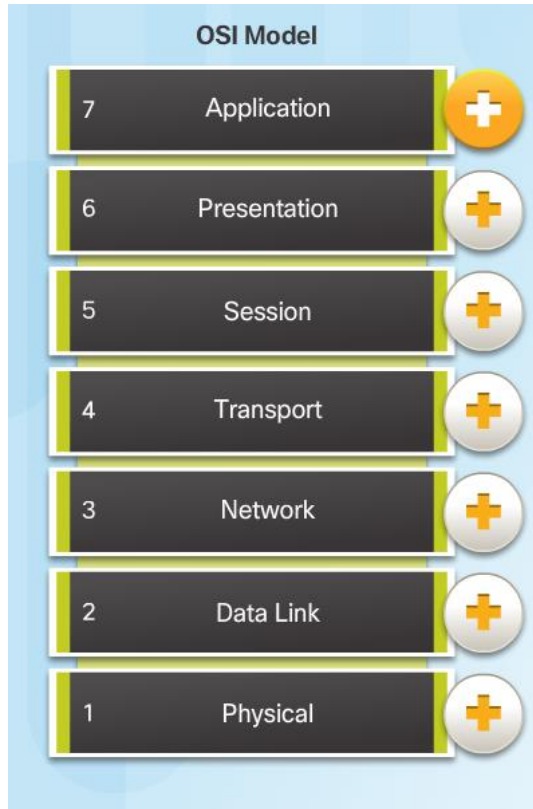 OSI Model
7 Application
6 Presentation
5 Session
4 Transport
3 Network
2 Data Link
1 Physical